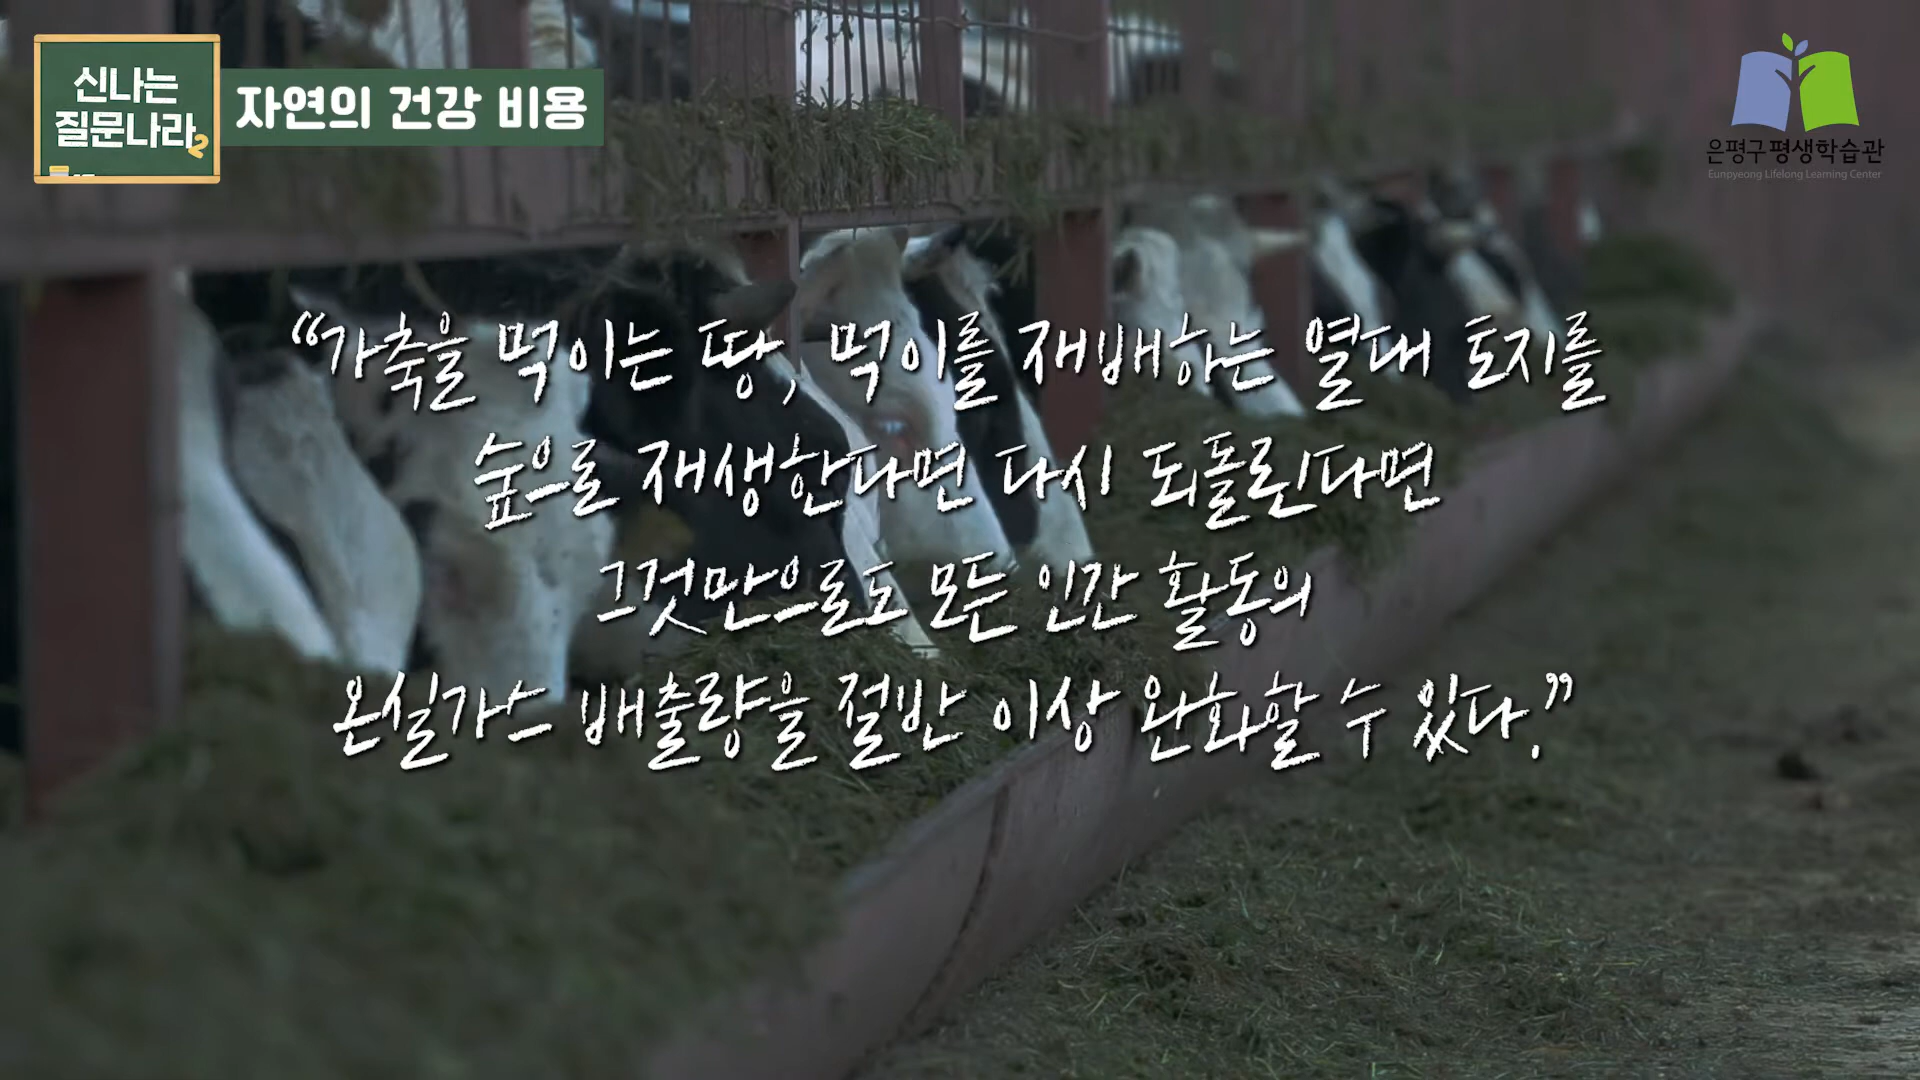 신나는
질문나라2
자연의 건강 비용
은평구평생학습관
Eunpyeong Lifelong Learning Center
“가축을 먹이는 땅, 먹이를 재배하는 열대 토지를
숲으로 재생한다면 다시 되돌린다면
그것만으로도 모든 인간 활동의
온실가스 배출량을 절반 이상 완화할 수 있다.”